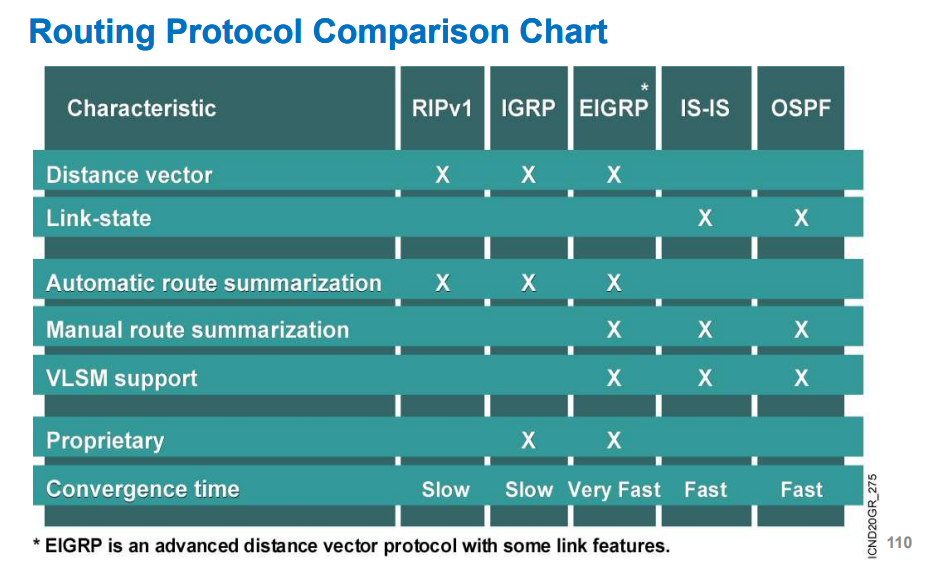 Routing Protocol Comparison Chart
Characteristic RIPv1 IGRP EIGRP* IS-IS OSPF
Distance vector X X X
Link-state X X
Automatic route summarization X X X
Manual route summarization X X X
VLSM support X X X
Proprietary X X
Convergence time Slow Slow Very Fast Fast Fast
* EIGRP is an advanced distance vector protocol with some link features.
ICND20GR_275
110